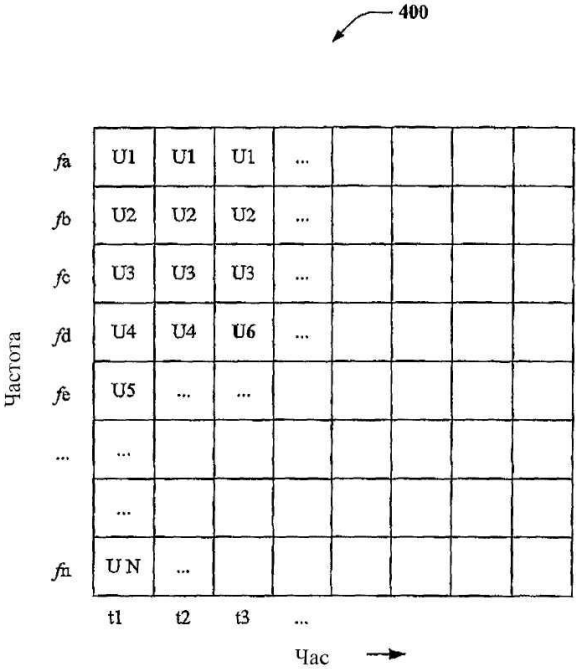 400
fa U1 U1 U1 ...
fb U2 U2 U2 ...
fc U3 U3 U3 ...
fd U4 U4 U6 ...
fe U5 ... ...
... ...
...
fn U N ...
t1 t2 t3 ...
Частота
Час